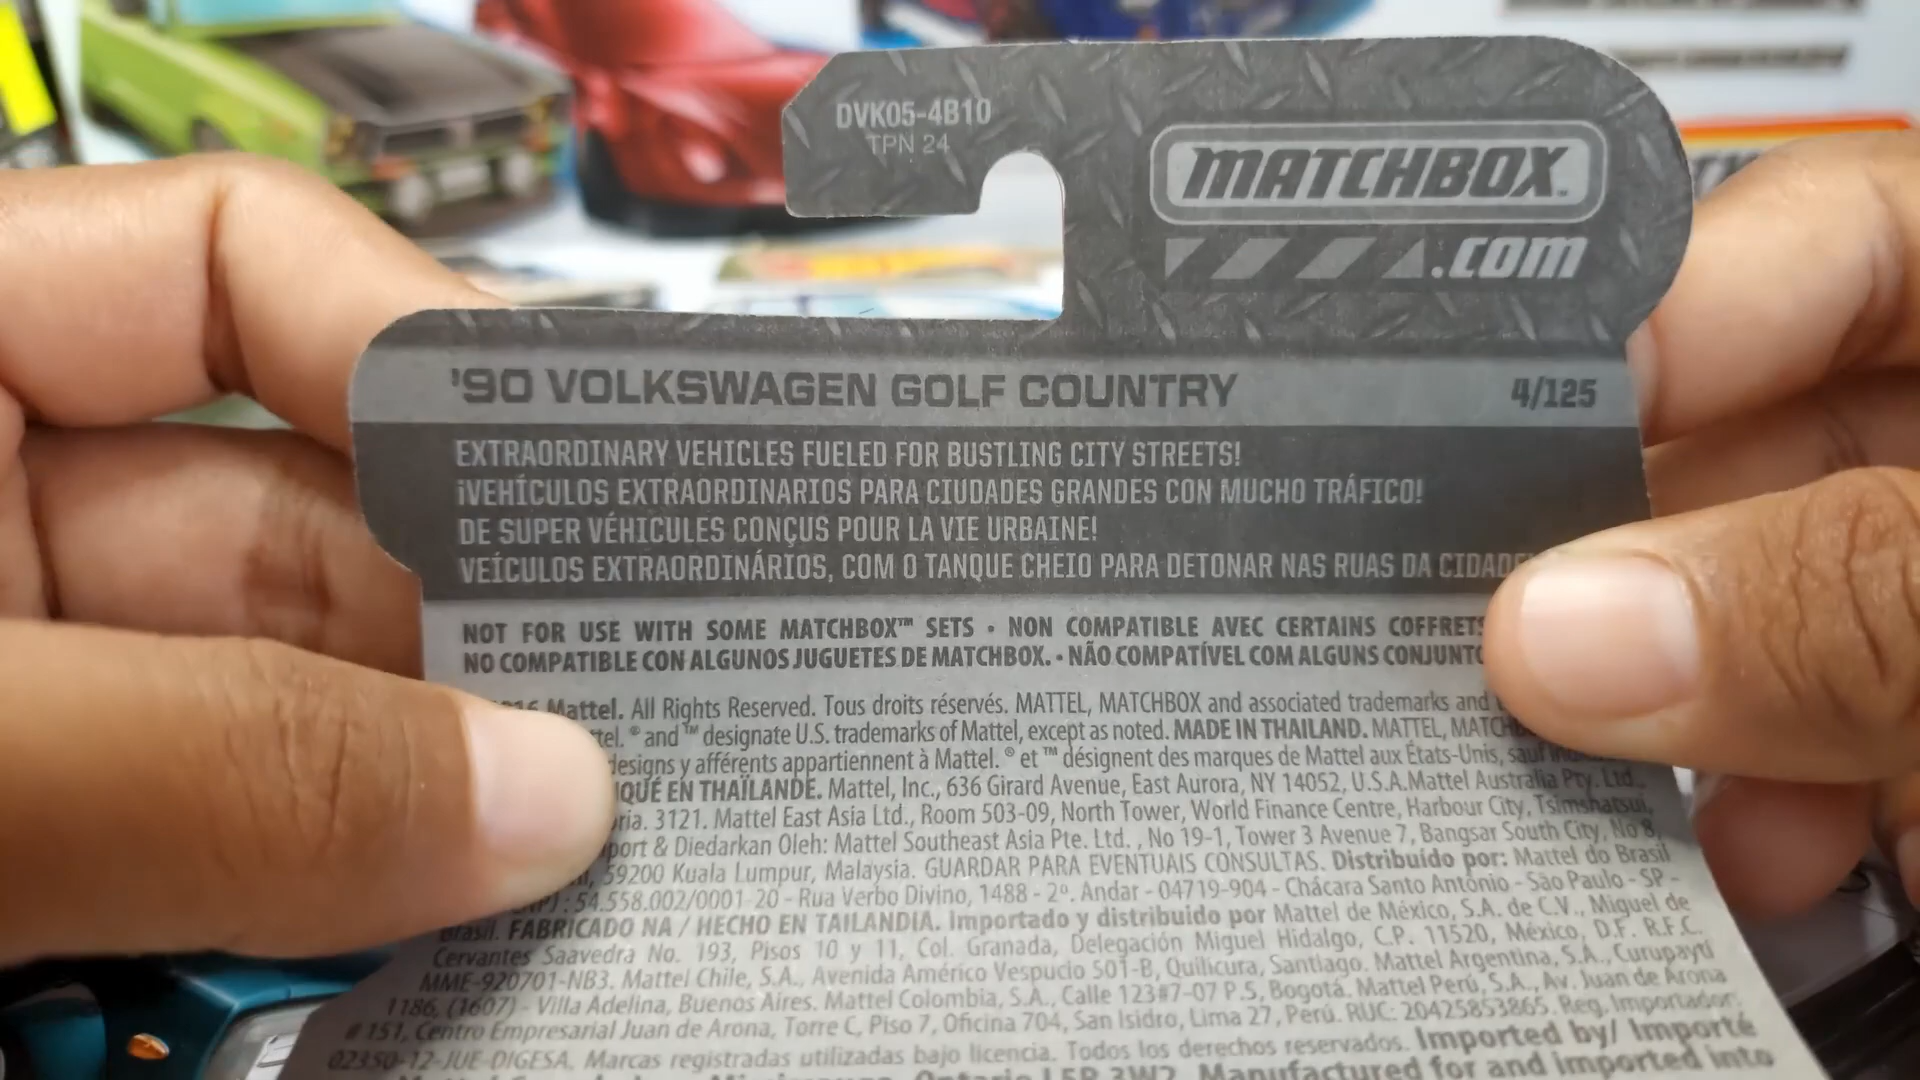 DVK05-4B10
TPN 24
MATCHBOX™
.COM
'90 VOLKSWAGEN GOLF COUNTRY 4/125
EXTRAORDINARY VEHICLES FUELED FOR BUSTLING CITY STREETS!
¡VEHÍCULOS EXTRAORDINARIOS PARA CIUDADES GRANDES CON MUCHO TRÁFICO!
DE SUPER VÉHICULES CONÇUS POUR LA VIE URBAINE!
VEÍCULOS EXTRAORDINÁRIOS, COM O TANQUE CHEIO PARA DETONAR NAS RUAS DA
NOT FOR USE WITH SOME MATCHBOX™ SETS • NON COMPATIBLE AVEC CERTAINS COFFRETS
NO COMPATIBLE CON ALGUNOS JUGUETES DE MATCHBOX. • NÃO COMPATÍVEL COM ALGUNS
Mattel. All Rights Reserved. Tous droits réservés. MATTEL, MATCHBOX and associated trademarks and
® and ™ designate U.S. trademarks of Mattel, except as noted. MADE IN THAILAND. MATTEL,
designs y afférents appartiennent à Mattel. ® et ™ désignent des marques de Mattel aux États-Unis, sauf
EN THAÏLANDE. Mattel, Inc., 636 Girard Avenue, East Aurora, NY 14052, U.S.A. Mattel Australia Pty. Ltd.,
3121. Mattel East Asia Ltd., Room 503-09, North Tower, World Finance Centre, Harbour City, Tsimshatsui,
& Diedarkan Oleh: Mattel Southeast Asia Pte. Ltd. , No 19-1, Tower 3 Avenue 7, Bangsar South City, No 8,
59200 Kuala Lumpur, Malaysia. GUARDAR PARA EVENTUAIS CONSULTAS. Distribuído por: Mattel do Brasil
54.558.002/0001-20 - Rua Verbo Divino, 1488 - 2º. Andar - 04719-904 - Chácara Santo Antônio - São Paulo - SP -
Brasil. FABRICADO NA / HECHO EN TAILANDIA. Importado y distribuido por Mattel de México, S.A. de C.V., Miguel de
Cervantes Saavedra No. 193, Pisos 10 y 11, Col. Granada, Delegación Miguel Hidalgo, C.P. 11520, México, D.F. R.F.C.
MME-920701-NB3. Mattel Chile, S.A., Avenida Américo Vespucio 501-B, Quilicura, Santiago. Mattel Argentina, S.A., Curupaytí
1186, (1607) - Villa Adelina, Buenos Aires. Mattel Colombia, S.A., Calle 123#7-07 P.5, Bogotá. Mattel Perú, S.A., Av. Juan de Arona
# 151, Centro Empresarial Juan de Arona, Torre C, Piso 7, Oficina 704, San Isidro, Lima 27, Perú. RUC: 20425853865. Reg. Importador:
02350-12-JUE-DIGESA. Marcas registradas utilizadas bajo licencia. Todos los derechos reservados. Imported by/ Importé
Ontario L5R 3W2. Manufactured for and imported into